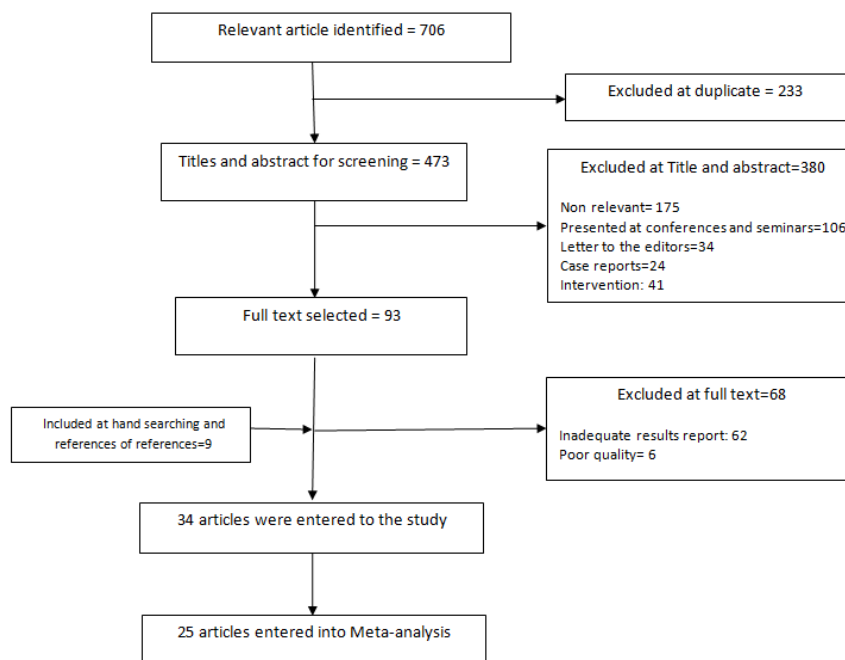 Relevant article identified = 706
Excluded at duplicate = 233
Titles and abstract for screening = 473
Excluded at Title and abstract=380
Non relevant= 175
Presented at conferences and seminars=106
Letter to the editors=34
Case reports=24
Intervention: 41
Full text selected = 93
Excluded at full text=68
Inadequate results report: 62
Poor quality= 6
Included at hand searching and
references of references=9
34 articles were entered to the study
25 articles entered into Meta-analysis